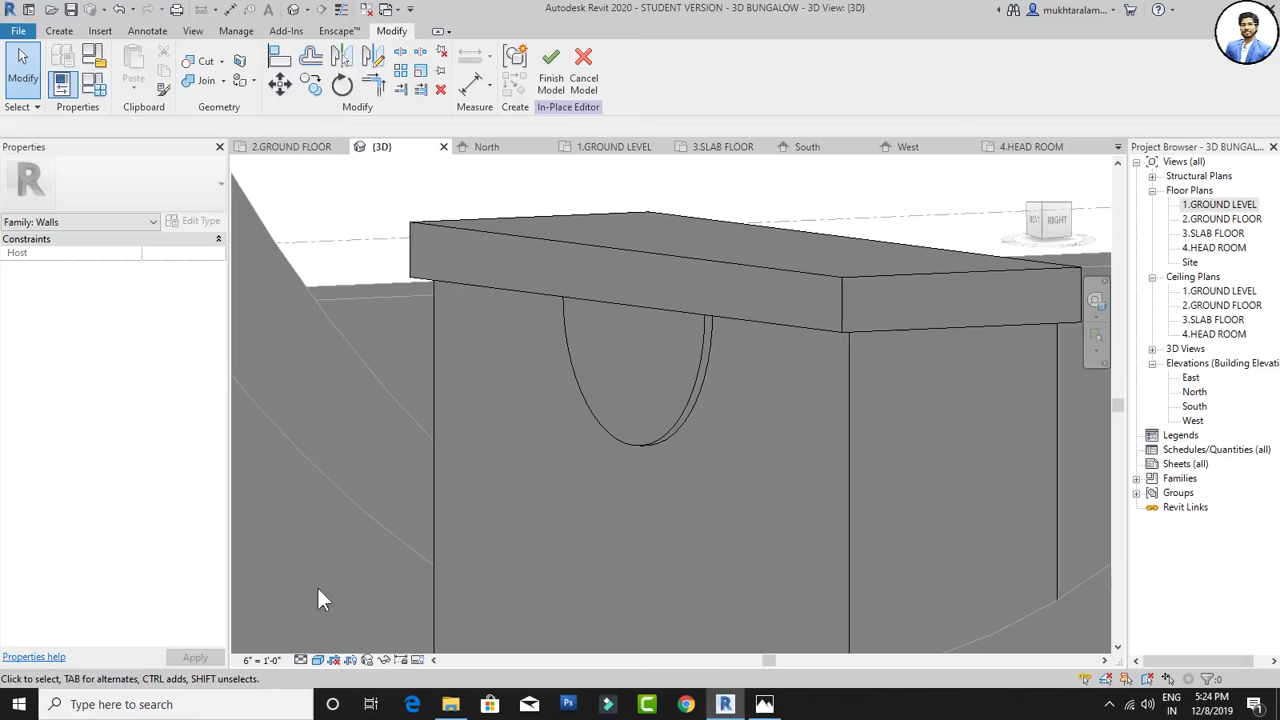 Autodesk Revit 2020 - STUDENT VERSION - 3D BUNGALOW - 3D View: {3D}
mukhtaralam...
File Create Insert Annotate View Manage Add-Ins Enscape™ Modify
Modify
Paste
Cut
Join
Finish Model
Cancel Model
Select Properties Clipboard Geometry Modify Measure Create In-Place Editor
Properties
2.GROUND FLOOR {3D} North 1.GROUND LEVEL 3.SLAB FLOOR South West 4.HEAD ROOM
Project Browser - 3D BUNGAL...
R
Family: Walls
Edit Type
Constraints
Host
RIGHT
Views (all)
Structural Plans
Floor Plans
1.GROUND LEVEL
2.GROUND FLOOR
3.SLAB FLOOR
4.HEAD ROOM
Site
Ceiling Plans
1.GROUND LEVEL
2.GROUND FLOOR
3.SLAB FLOOR
4.HEAD ROOM
3D Views
Elevations (Building Elevati
East
North
South
West
Legends
Schedules/Quantities (all)
Sheets (all)
Families
Groups
Revit Links
Properties help
Apply
6" = 1'-0"
Click to select, TAB for alternates, CTRL adds, SHIFT unselects.
:0
Type here to search
ENG
IN
5:24 PM
12/8/2019